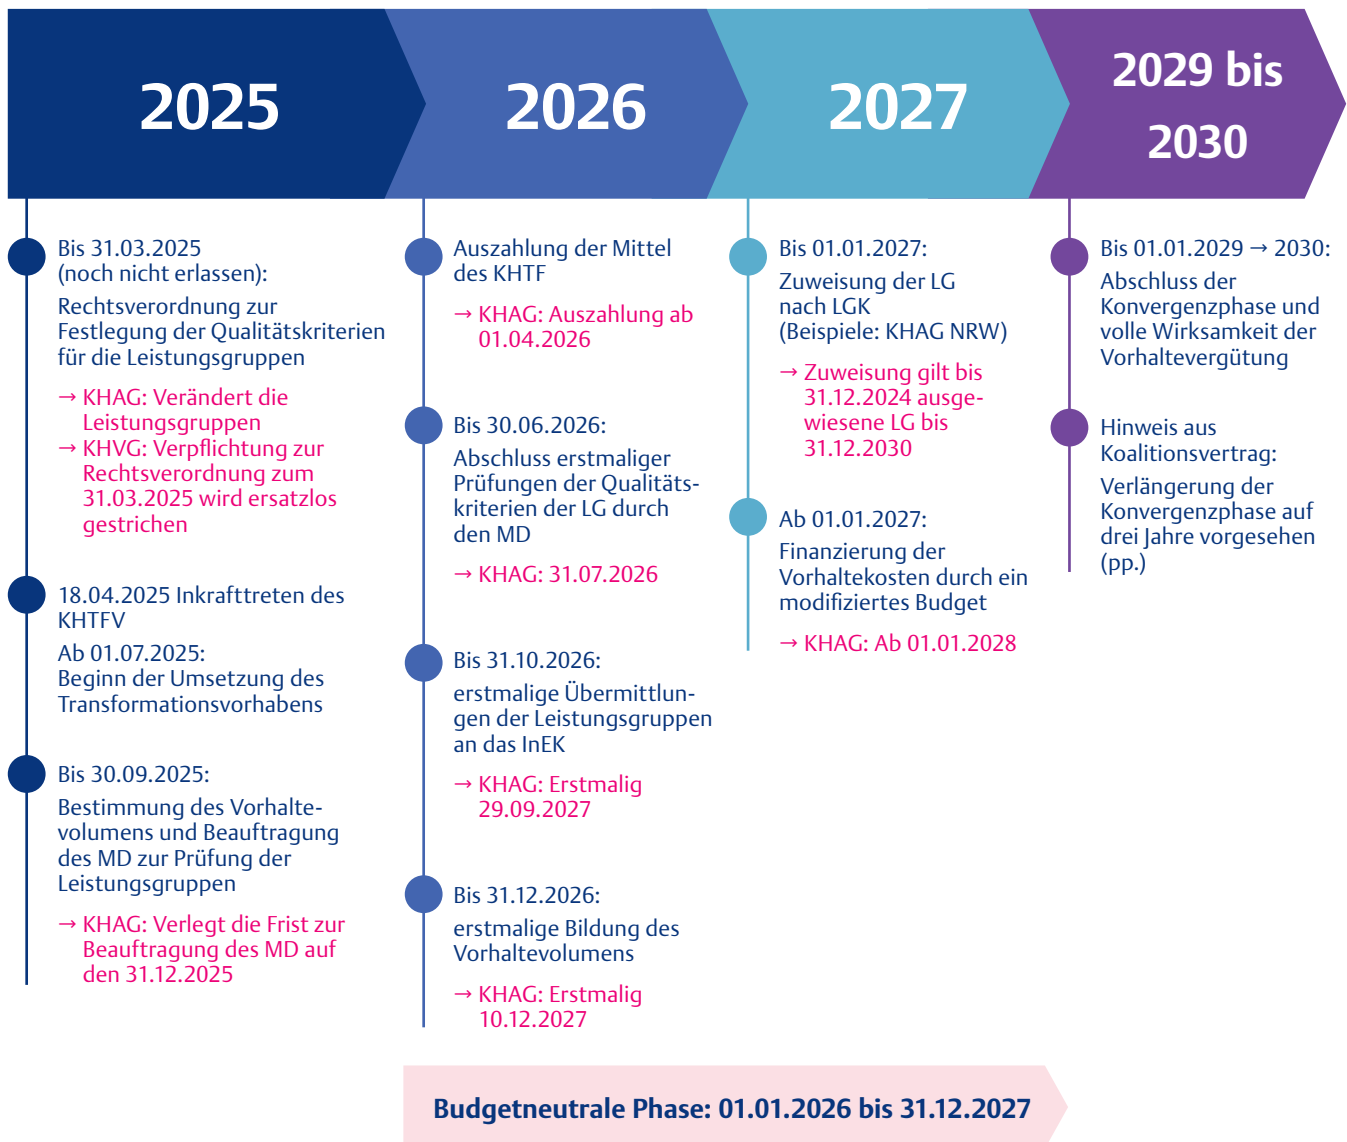 2025
2026
2027
2029 bis
2030
Bis 31.03.2025
(noch nicht erlassen):
Rechtsverordnung zur
Festlegung der Qualitätskriterien
für die Leistungsgruppen
→ KHAG: Verändert die
Leistungsgruppen
→ KHVG: Verpflichtung zur
Rechtsverordnung zum
31.03.2025 wird ersatzlos
gestrichen
18.04.2025 Inkrafttreten des
KHTFV
Ab 01.07.2025:
Beginn der Umsetzung des
Transformationsvorhabens
Bis 30.09.2025:
Bestimmung des Vorhalte-
volumens und Beauftragung
des MD zur Prüfung der
Leistungsgruppen
→ KHAG: Verlegt die Frist zur
Beauftragung des MD auf
den 31.12.2025
Auszahlung der Mittel
des KHTF
→ KHAG: Auszahlung ab
01.04.2026
Bis 30.06.2026:
Abschluss erstmaliger
Prüfungen der Qualitäts-
kriterien der LG durch
den MD
→ KHAG: 31.07.2026
Bis 31.10.2026:
erstmalige Übermittlun-
gen der Leistungsgruppen
an das InEK
→ KHAG: Erstmalig
29.09.2027
Bis 31.12.2026:
erstmalige Bildung des
Vorhaltevolumens
→ KHAG: Erstmalig
10.12.2027
Bis 01.01.2027:
Zuweisung der LG
nach LGK
(Beispiele: KHAG NRW)
→ Zuweisung gilt bis
31.12.2024 ausge-
wiesene LG bis
31.12.2030
Ab 01.01.2027:
Finanzierung der
Vorhaltekosten durch ein
modifiziertes Budget
→ KHAG: Ab 01.01.2028
Bis 01.01.2029 → 2030:
Abschluss der
Konvergenzphase und
volle Wirksamkeit der
Vorhaltevergütung
Hinweis aus
Koalitionsvertrag:
Verlängerung der
Konvergenzphase auf
drei Jahre vorgesehen
(pp.)
Budgetneutrale Phase: 01.01.2026 bis 31.12.2027